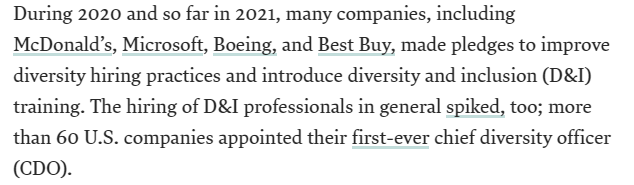 During 2020 and so far in 2021, many companies, including
McDonald’s, Microsoft, Boeing, and Best Buy, made pledges to improve
diversity hiring practices and introduce diversity and inclusion (D&I)
training. The hiring of D&I professionals in general spiked, too; more
than 60 U.S. companies appointed their first-ever chief diversity officer
(CDO).